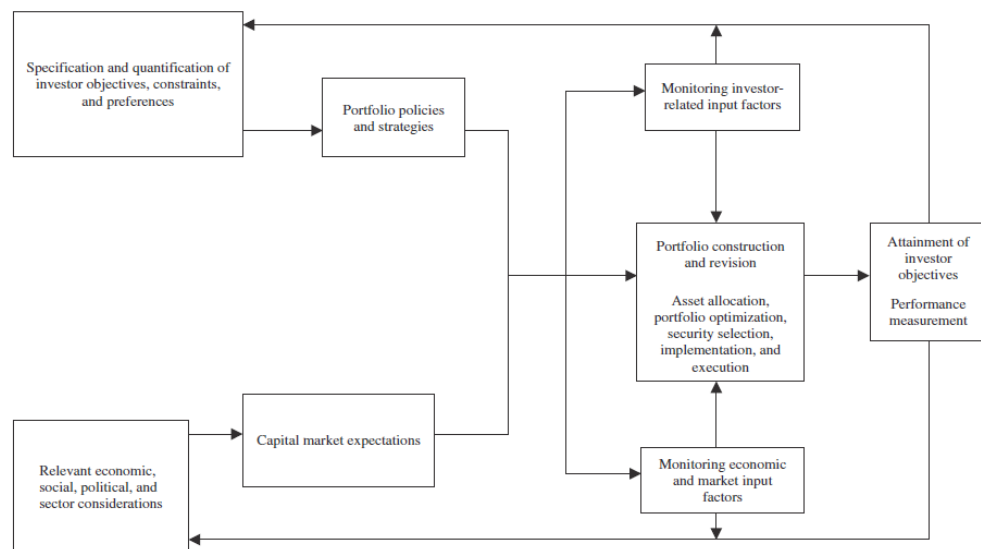 Specification and quantification of
investor objectives, constraints,
and preferences
Portfolio policies
and strategies
Monitoring investor-
related input factors
Portfolio construction
and revision
Asset allocation,
portfolio optimization,
security selection,
implementation, and
execution
Attainment of
investor
objectives
Performance
measurement
Capital market expectations
Relevant economic,
social, political, and
sector considerations
Monitoring economic
and market input
factors